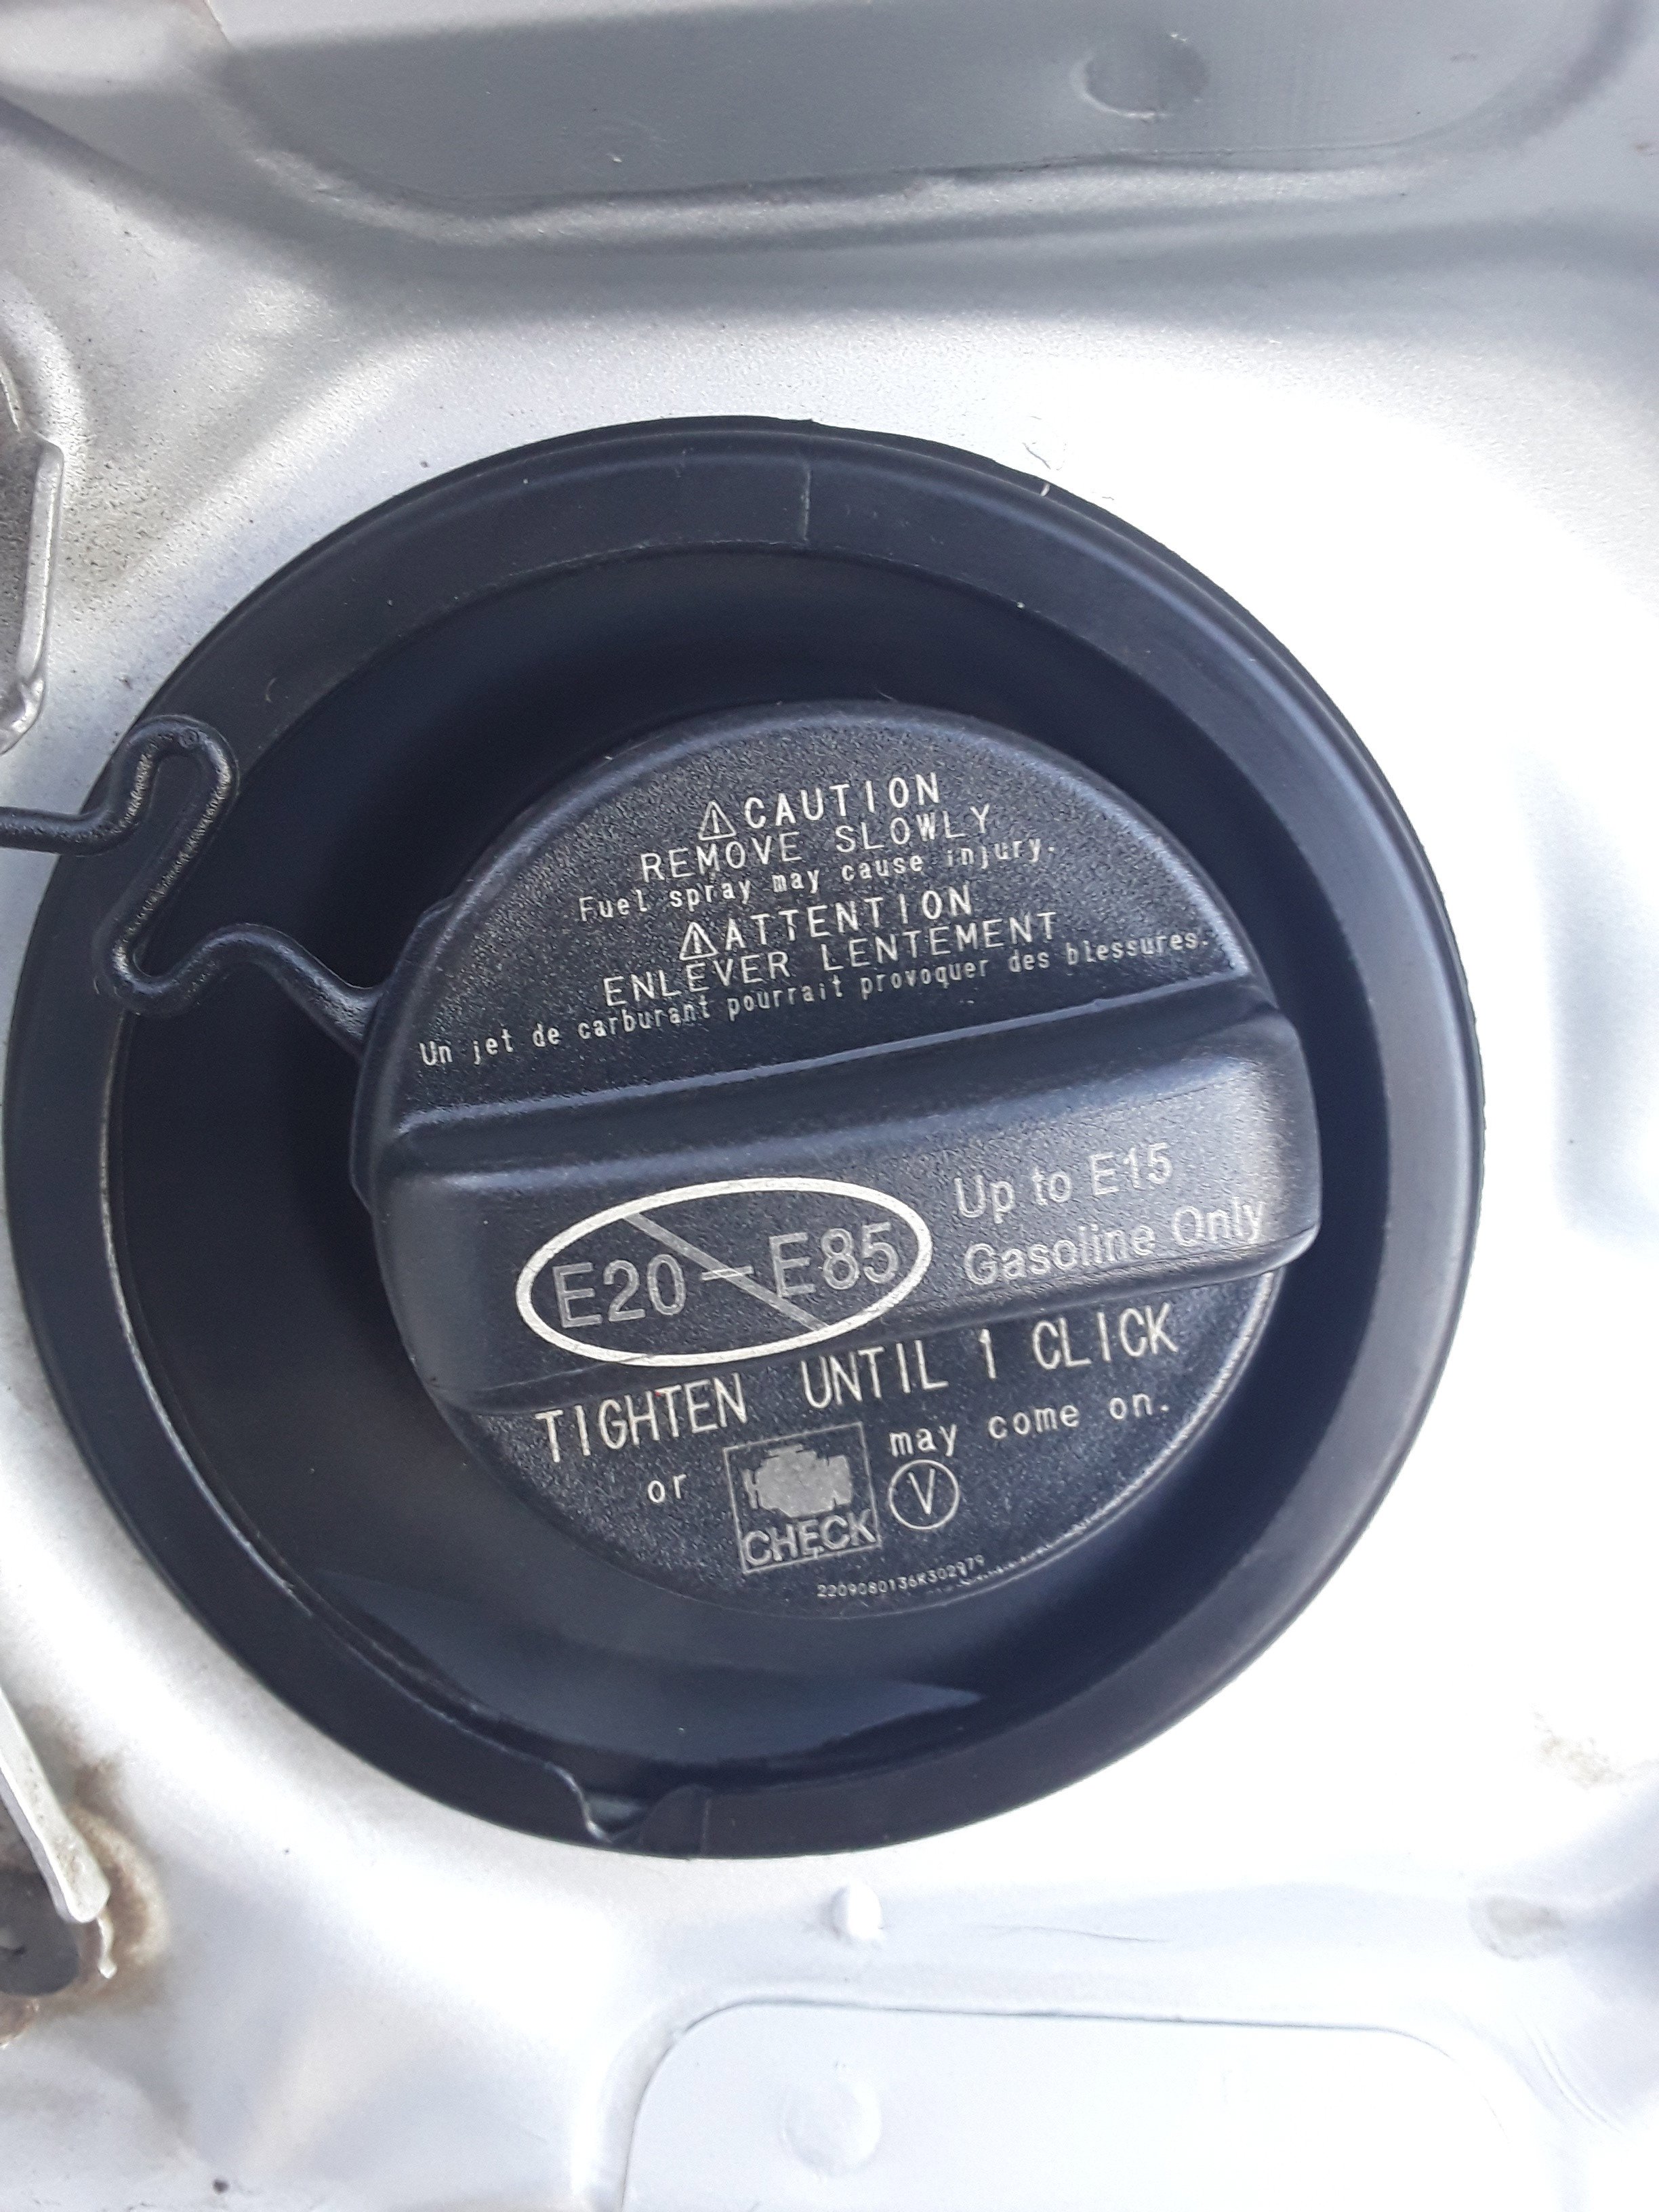 ⚠CAUTION
REMOVE SLOWLY
Fuel spray may cause injury.
⚠ATTENTION
ENLEVER LENTEMENT
Un jet de carburant pourrait provoquer des blessures.
E20-E85
Up to E15
Gasoline Only
TIGHTEN UNTIL 1 CLICK
or CHECK may come on.
V
2209080136K302979